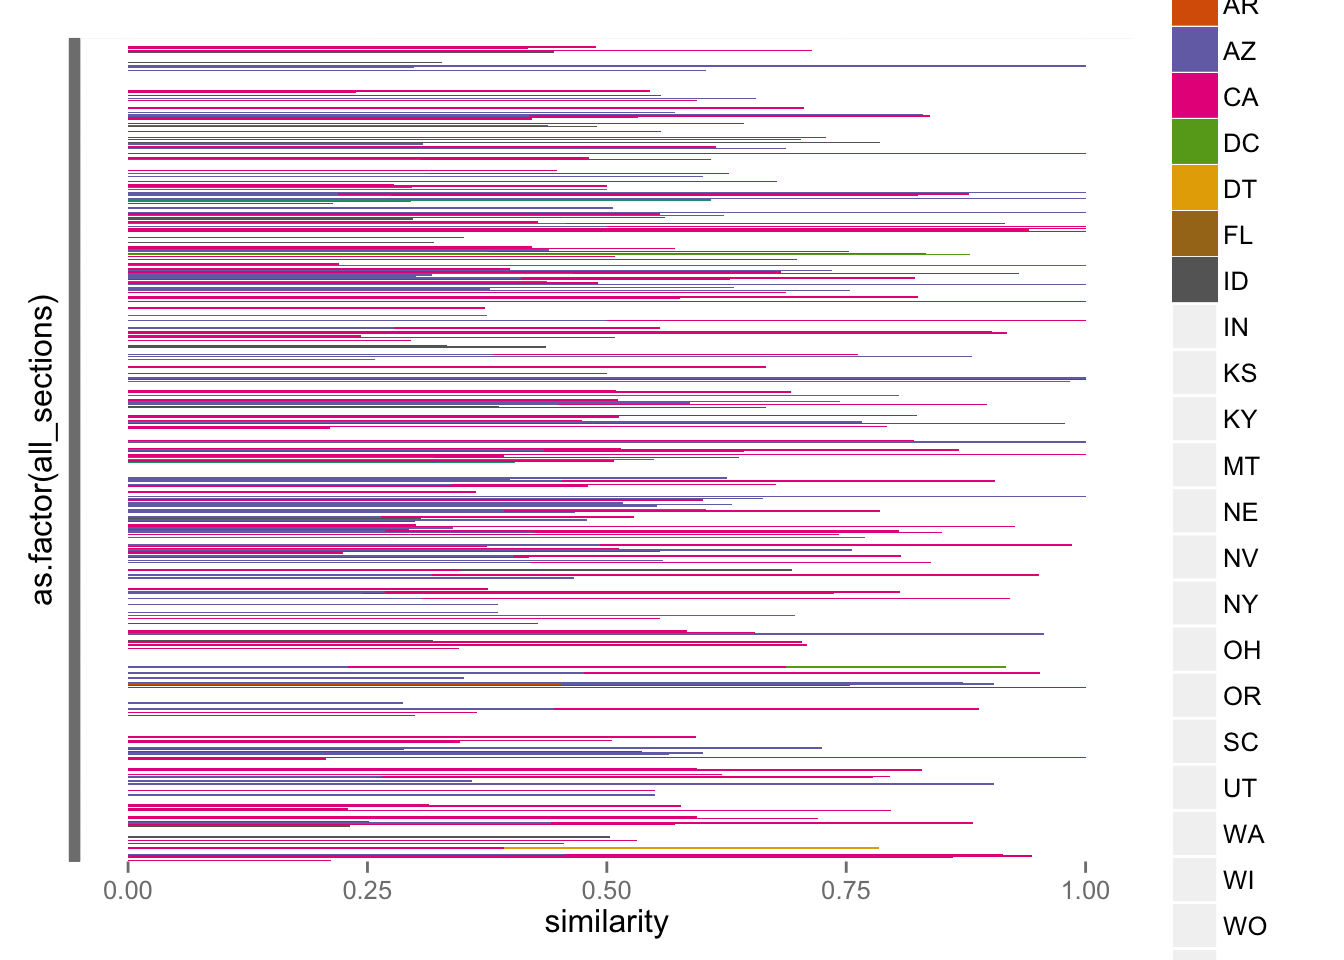 AR
AZ
CA
DC
DT
FL
ID
IN
KS
KY
MT
NE
NV
NY
OH
OR
SC
UT
WA
WI
WO
as.factor(all_sections)
0.00 0.25 0.50 0.75 1.00
similarity